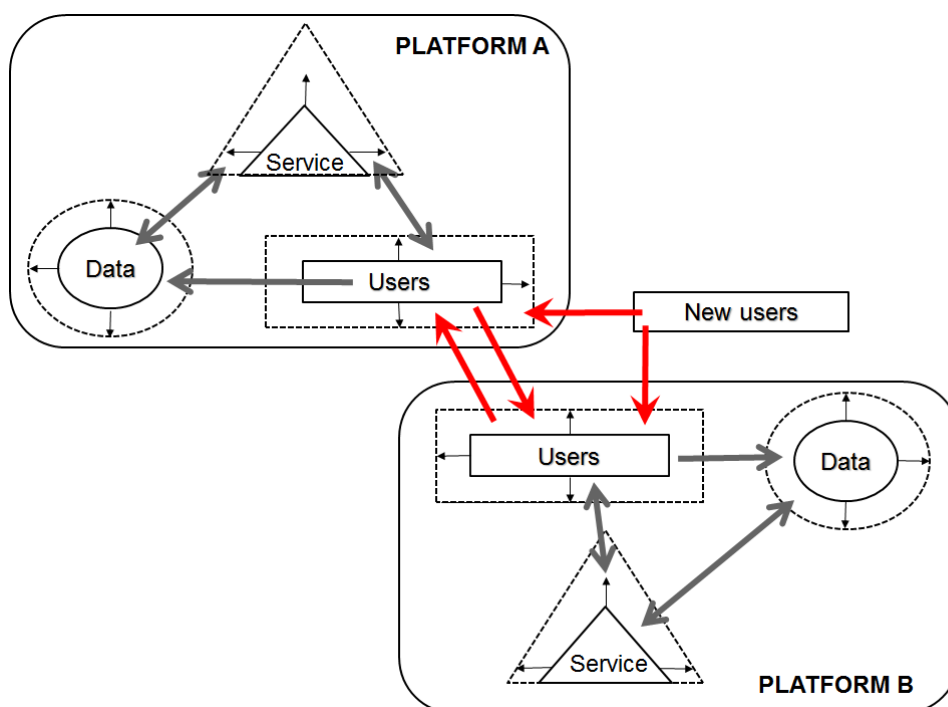 PLATFORM A
Service
Data
Users
New users
Users
Data
Service
PLATFORM B